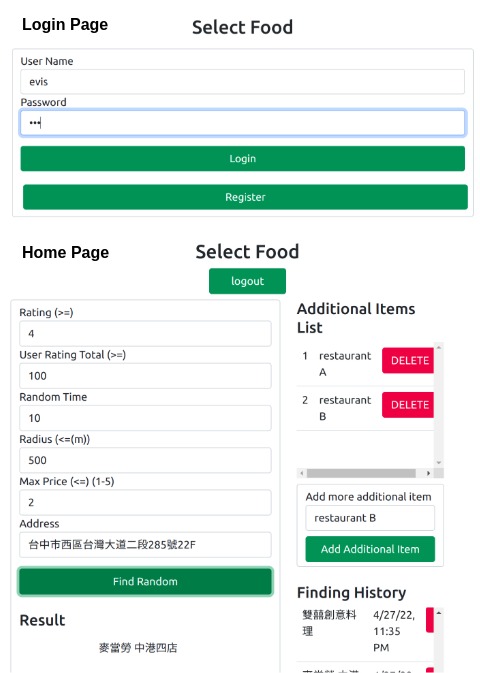 Login Page
Select Food
User Name
evis
Password
•••
Login
Register
Home Page
Select Food
logout
Rating (>=)
4
User Rating Total (>=)
100
Random Time
10
Radius (<=(m))
500
Max Price (<=) (1-5)
2
Address
台中市西區台灣大道二段285號22F
Find Random
Result
麥當勞 中港四店
Additional Items
List
1 restaurant
A
DELETE
2 restaurant
B
DELETE
Add more additional item
restaurant B
Add Additional Item
Finding History
雙囍創意料
理
4/27/22,
11:35
PM